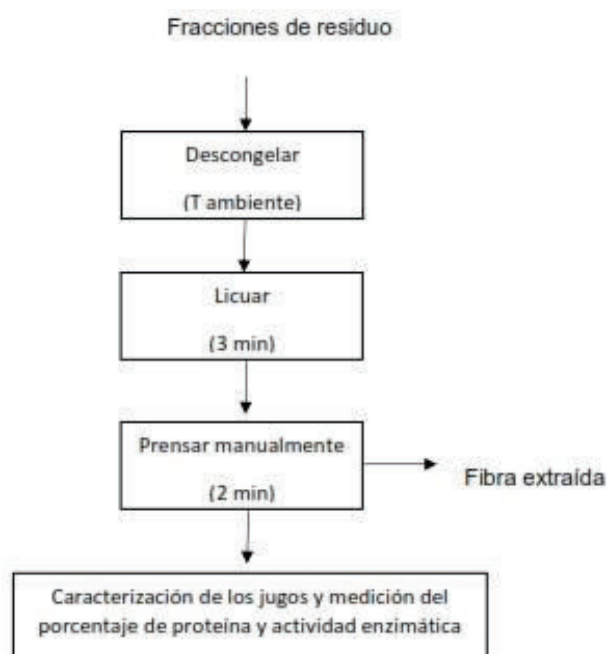 Fracciones de residuo
Descongelar
(T ambiente)
Licuar
(3 min)
Prensar manualmente
(2 min)
Fibra extraída
Caracterización de los jugos y medición del
porcentaje de proteína y actividad enzimática